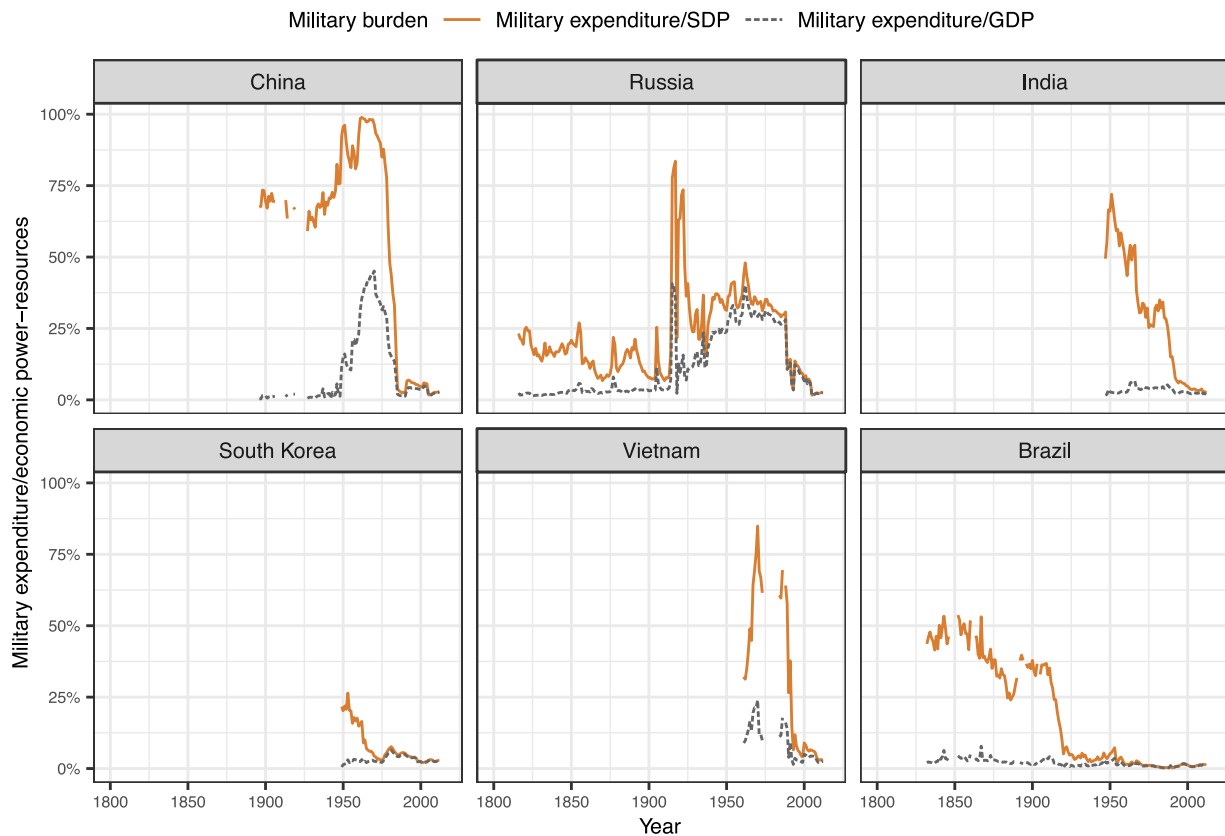 Military burden Military expenditure/SDP Military expenditure/GDP
China Russia India
100%
75%
50%
25%
0%
South Korea Vietnam Brazil
100%
75%
50%
25%
0%
1800 1850 1900 1950 2000 1800 1850 1900 1950 2000 1800 1850 1900 1950 2000
Year
Military expenditure/economic power−resources